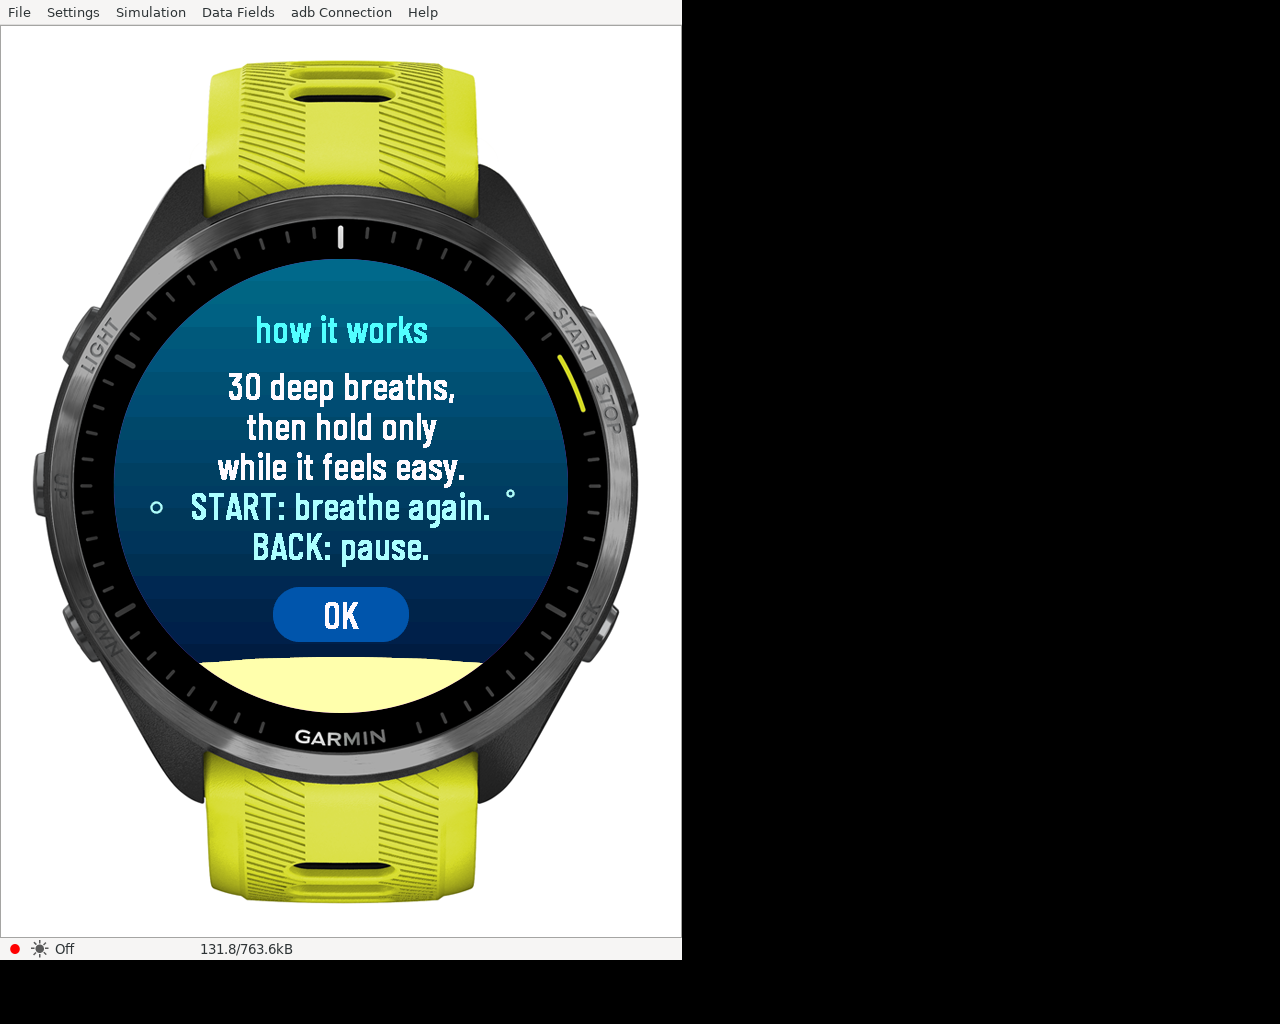 File Settings Simulation Data Fields adb Connection Help
LIGHT
START
STOP
UP
DOWN
BACK
how it works
30 deep breaths,
then hold only
while it feels easy.
START: breathe again.
BACK: pause.
OK
GARMIN
Off 131.8/763.6kB